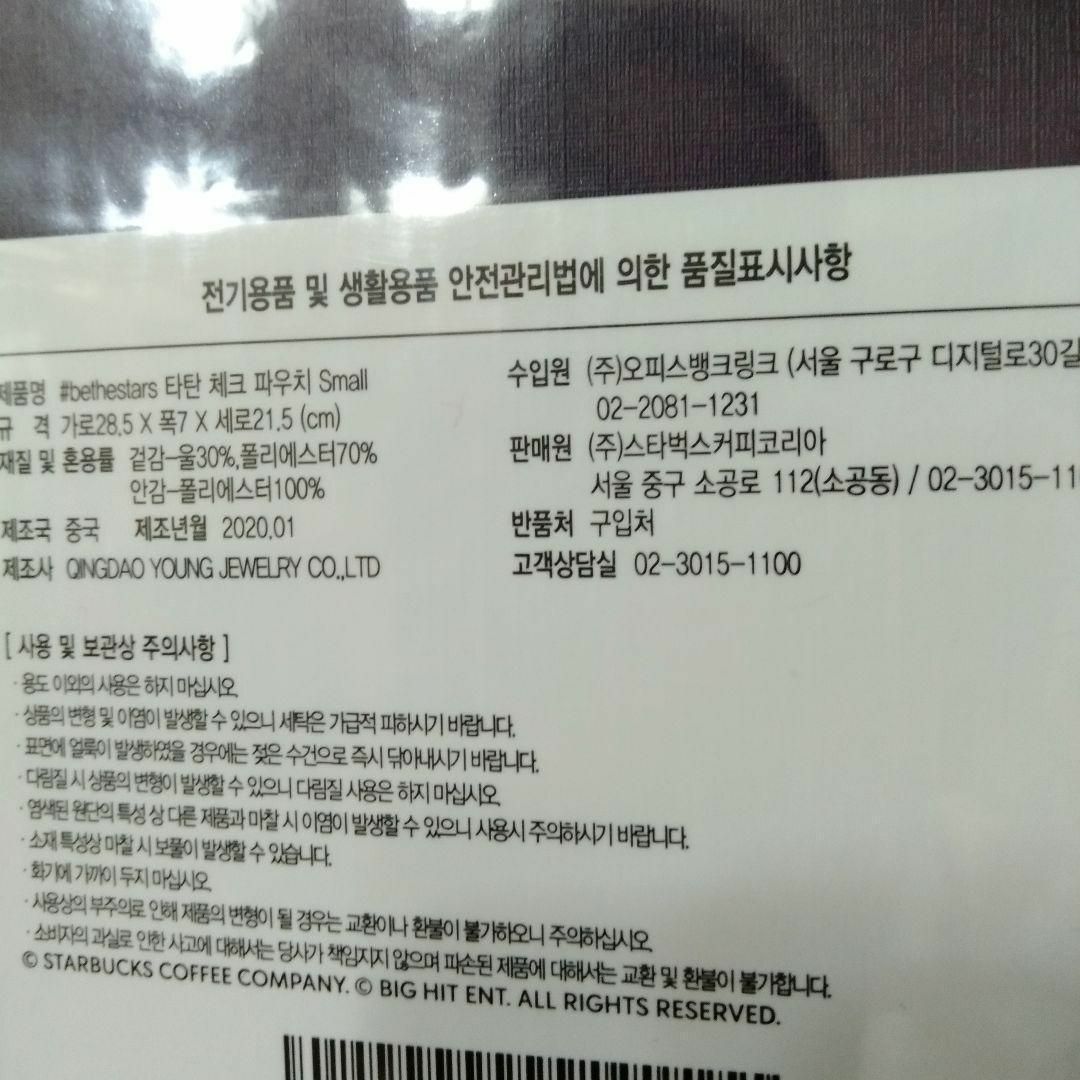 전기용품 및 생활용품 안전관리법에 의한 품질표시사항
제품명 #bethestars 타탄 체크 파우치 Small
규 격 가로28.5 X 폭7 X 세로21.5 (cm)
재질 및 혼용률 겉감-울30%,폴리에스터70%
안감-폴리에스터100%
제조국 중국 제조년월 2020.01
제조사 QINGDAO YOUNG JEWELRY CO.,LTD
수입원 (주)오피스뱅크링크 (서울 구로구 디지털로30길
02-2081-1231
판매원 (주)스타벅스커피코리아
서울 중구 소공로 112(소공동) / 02-3015-11
반품처 구입처
고객상담실 02-3015-1100
[ 사용 및 보관상 주의사항 ]
· 용도 이외의 사용은 하지 마십시오.
· 상품의 변형 및 이염이 발생할 수 있으니 세탁은 가급적 피하시기 바랍니다.
· 표면에 얼룩이 발생하였을 경우에는 젖은 수건으로 즉시 닦아내시기 바랍니다.
· 다림질 시 상품의 변형이 발생할 수 있으니 다림질 사용은 하지 마십시오.
· 염색된 원단의 특성 상 다른 제품과 마찰 시 이염이 발생할 수 있으니 사용시 주의하시기 바랍니다.
· 소재 특성상 마찰 시 보풀이 발생할 수 있습니다.
· 화기에 가까이 두지 마십시오.
· 사용상의 부주의로 인해 제품의 변형이 될 경우는 교환이나 환불이 불가하오니 주의하십시오.
· 소비자의 과실로 인한 사고에 대해서는 당사가 책임지지 않으며 파손된 제품에 대해서는 교환 및 환불이 불가합니다.
© STARBUCKS COFFEE COMPANY. © BIG HIT ENT. ALL RIGHTS RESERVED.